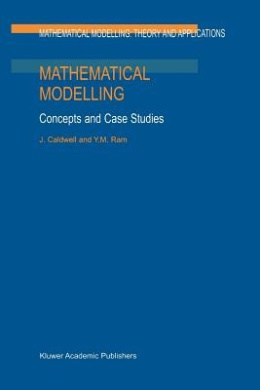 MATHEMATICAL MODELLING: THEORY AND APPLICATIONS
MATHEMATICAL
MODELLING
Concepts and Case Studies
J. Caldwell and Y.M. Ram
Kluwer Academic Publishers